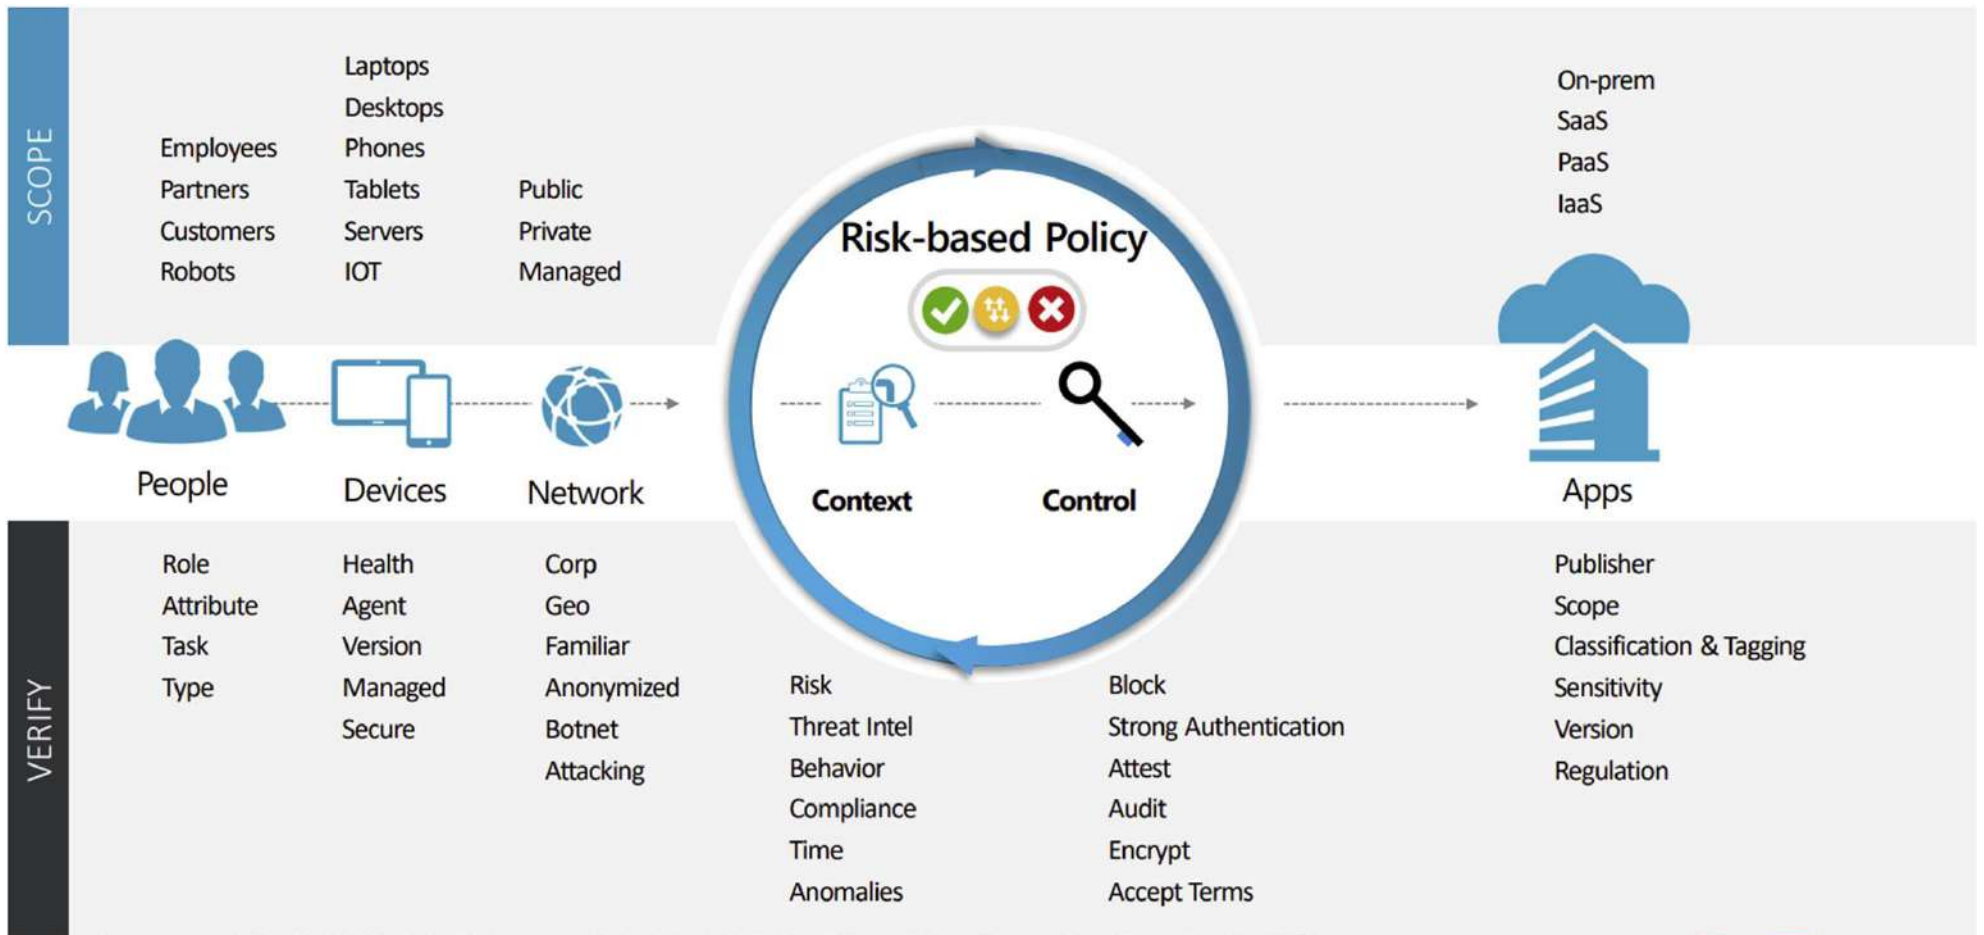 SCOPE
Employees
Partners
Customers
Robots
Laptops
Desktops
Phones
Tablets
Servers
IOT
Public
Private
Managed
On-prem
SaaS
PaaS
IaaS
Risk-based Policy
People
Devices
Network
Context
Control
Apps
VERIFY
Role
Attribute
Task
Type
Health
Agent
Version
Managed
Secure
Corp
Geo
Familiar
Anonymized
Botnet
Attacking
Risk
Threat Intel
Behavior
Compliance
Time
Anomalies
Block
Strong Authentication
Attest
Audit
Encrypt
Accept Terms
Publisher
Scope
Classification & Tagging
Sensitivity
Version
Regulation